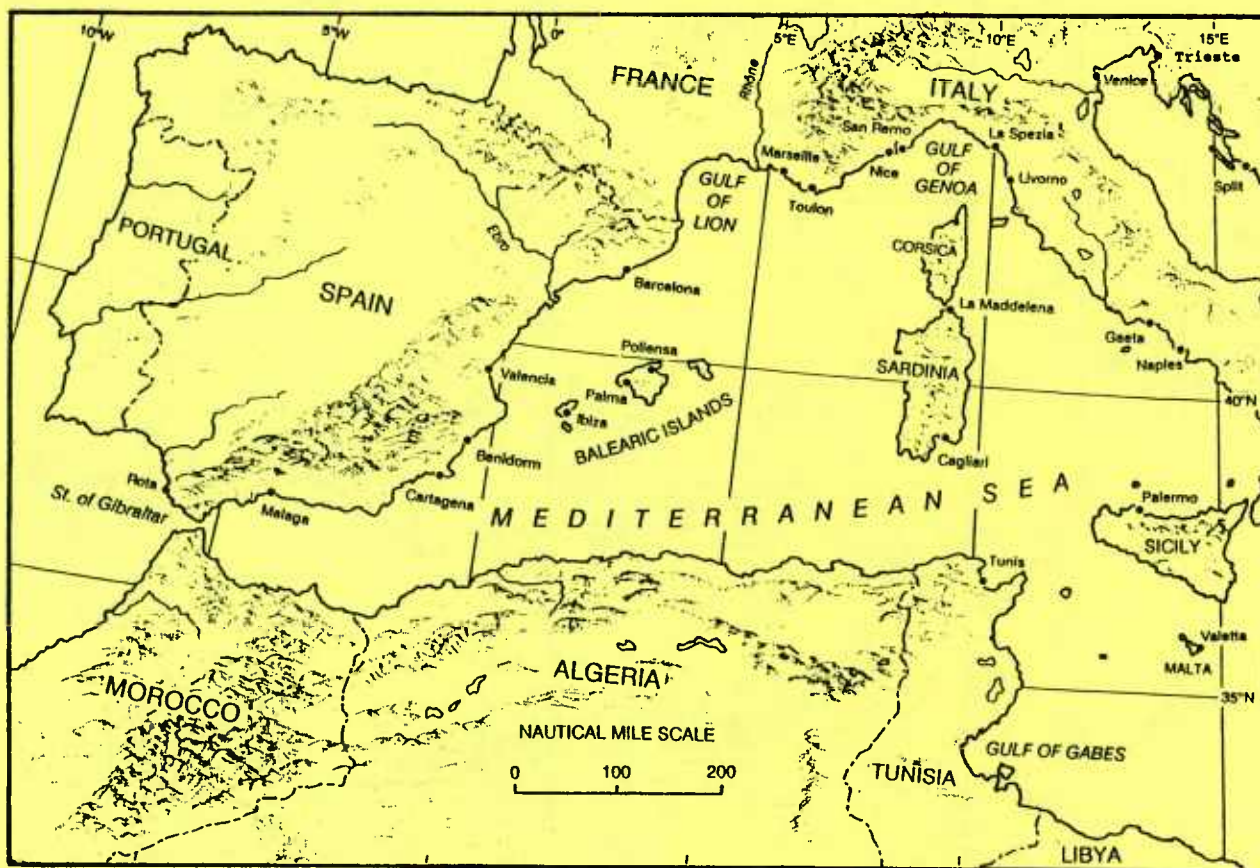 10°W
5°W
0°
5°E
10°E
15°E
Trieste
FRANCE
Rhône
ITALY
Venice
San Remo
La Spezia
Marseille
Nice
GULF
OF
GENOA
Livorno
Split
GULF
OF
LION
Toulon
PORTUGAL
Ebro
CORSICA
SPAIN
Barcelona
La Maddelena
Gaeta
Naples
Pollensa
Valencia
Palma
SARDINIA
40°N
Ibiza
BALEARIC ISLANDS
Benidorm
Cagliari
Rota
St. of Gibraltar
Malaga
Cartagena
MEDITERRANEAN SEA
Palermo
SICILY
Tunis
Valetta
MALTA
ALGERIA
MOROCCO
35°N
NAUTICAL MILE SCALE
0 100 200
GULF OF GABES
TUNISIA
LIBYA